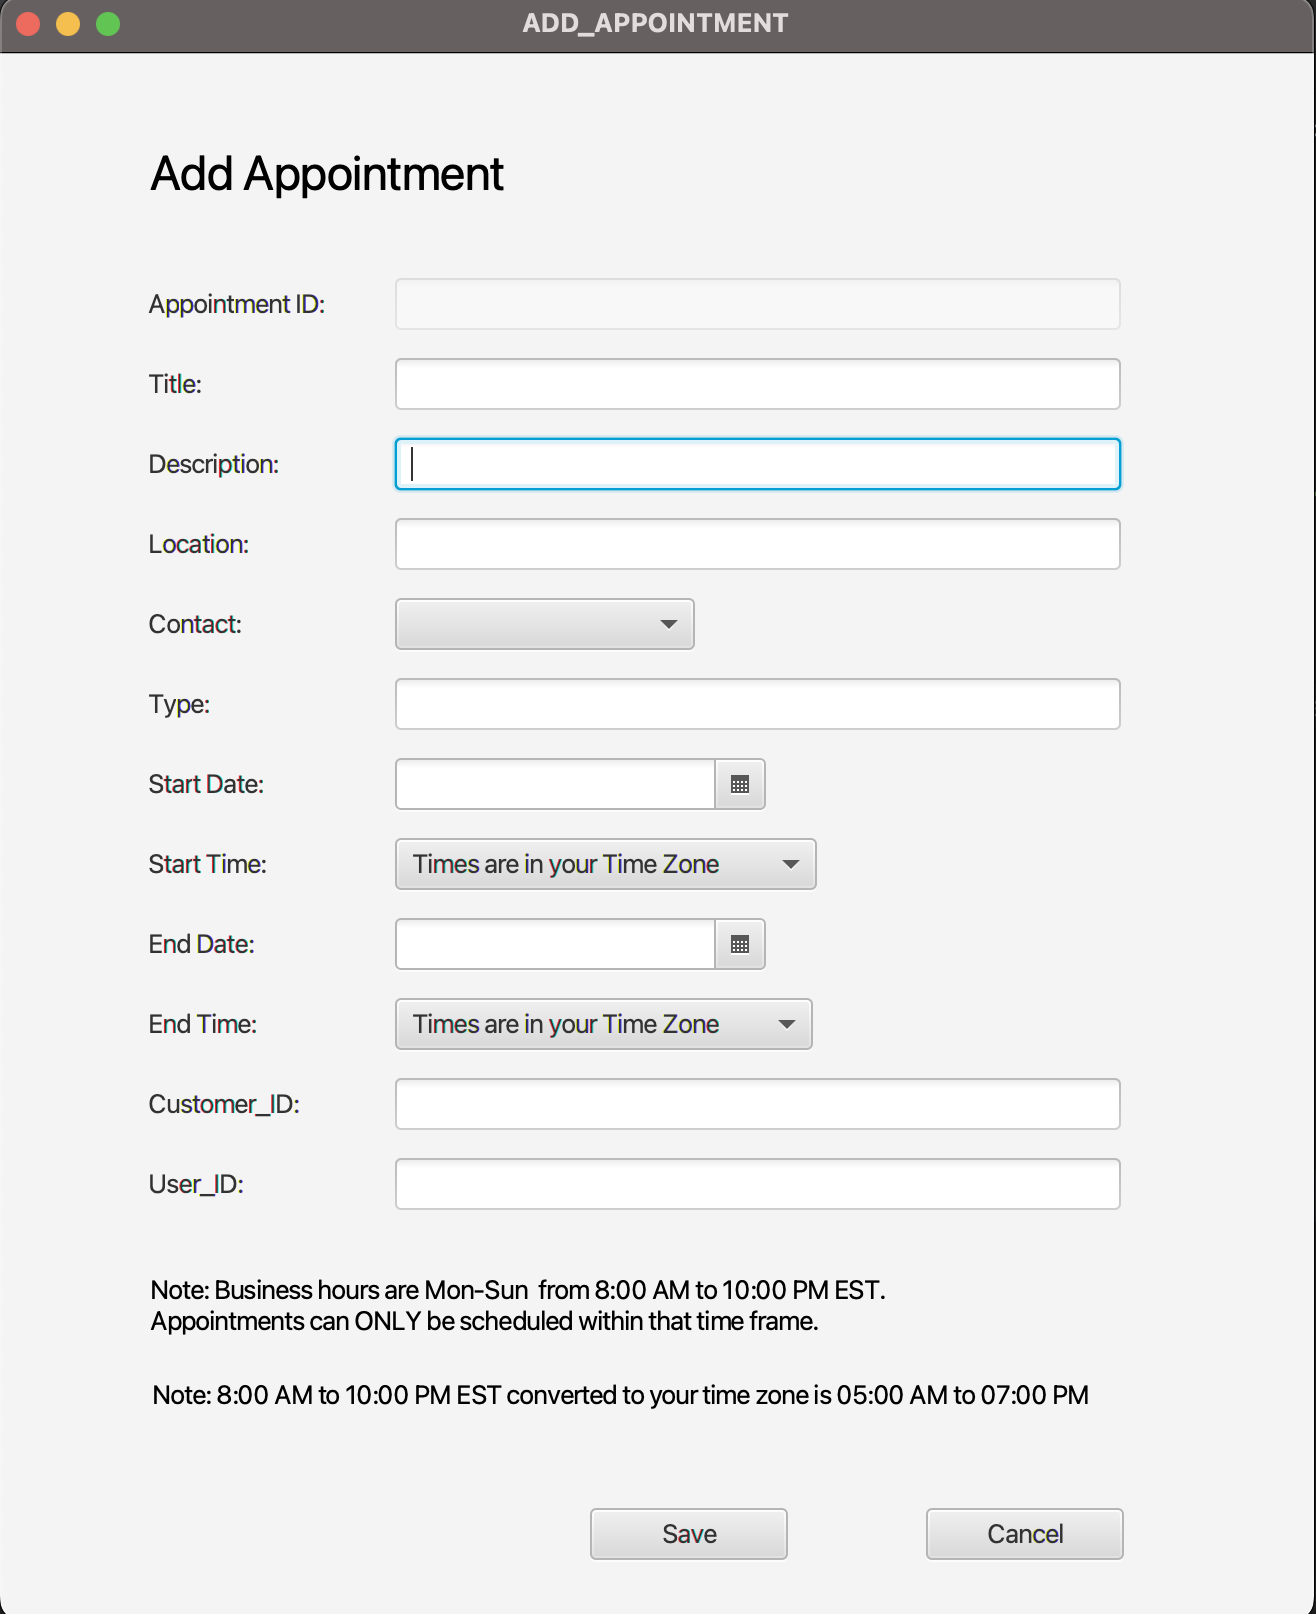 ADD_APPOINTMENT
Add Appointment
Appointment ID:
Title:
Description:
Location:
Contact:
Type:
Start Date:
Start Time: Times are in your Time Zone
End Date:
End Time: Times are in your Time Zone
Customer_ID:
User_ID:
Note: Business hours are Mon-Sun  from 8:00 AM to 10:00 PM EST.
Appointments can ONLY be scheduled within that time frame.
Note: 8:00 AM to 10:00 PM EST converted to your time zone is 05:00 AM to 07:00 PM
Save Cancel